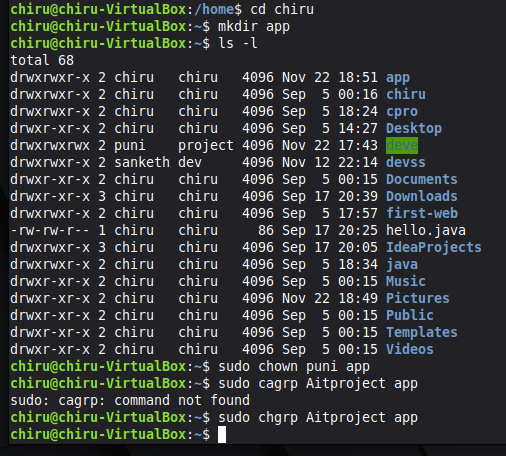 chiru@chiru-VirtualBox:/home$ cd chiru
chiru@chiru-VirtualBox:~$ mkdir app
chiru@chiru-VirtualBox:~$ ls -l
total 68
drwxrwxr-x 2 chiru   chiru   4096 Nov 22 18:51 app
drwxrwxr-x 2 chiru   chiru   4096 Sep  5 00:16 chiru
drwxrwxr-x 2 chiru   chiru   4096 Sep  5 18:24 cpro
drwxr-xr-x 2 chiru   chiru   4096 Sep  5 14:27 Desktop
drwxrwxrwx 2 puni    project 4096 Nov 22 17:43 deve
drwxrwxr-x 2 sanketh dev     4096 Nov 12 22:14 devss
drwxr-xr-x 2 chiru   chiru   4096 Sep  5 00:15 Documents
drwxr-xr-x 3 chiru   chiru   4096 Sep 17 20:39 Downloads
drwxrwxr-x 2 chiru   chiru   4096 Sep  5 17:57 first-web
-rw-rw-r-- 1 chiru   chiru     86 Sep 17 20:25 hello.java
drwxrwxr-x 3 chiru   chiru   4096 Sep 17 20:05 IdeaProjects
drwxrwxr-x 2 chiru   chiru   4096 Sep  5 18:34 java
drwxr-xr-x 2 chiru   chiru   4096 Sep  5 00:15 Music
drwxr-xr-x 2 chiru   chiru   4096 Nov 22 18:49 Pictures
drwxr-xr-x 2 chiru   chiru   4096 Sep  5 00:15 Public
drwxr-xr-x 2 chiru   chiru   4096 Sep  5 00:15 Templates
drwxr-xr-x 2 chiru   chiru   4096 Sep  5 00:15 Videos
chiru@chiru-VirtualBox:~$ sudo chown puni app
chiru@chiru-VirtualBox:~$ sudo cagrp Aitproject app
sudo: cagrp: command not found
chiru@chiru-VirtualBox:~$ sudo chgrp Aitproject app
chiru@chiru-VirtualBox:~$